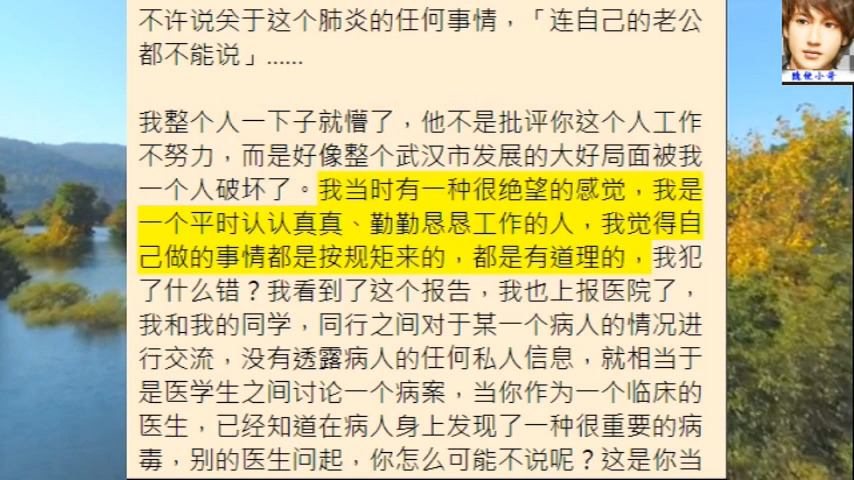 不许说关于这个肺炎的任何事情，「连自己的老公
都不能说」……
我整个人一下子就懵了，他不是批评你这个人工作
不努力，而是好像整个武汉市发展的大好局面被我
一个人破坏了。我当时有一种很绝望的感觉，我是
一个平时认认真真、勤勤恳恳工作的人，我觉得自
己做的事情都是按规矩来的，都是有道理的，我犯
了什么错？我看到了这个报告，我也上报医院了，
我和我的同学，同行之间对于某一个病人的情况进
行交流，没有透露病人的任何私人信息，就相当于
是医学生之间讨论一个病案，当你作为一个临床的
医生，已经知道在病人身上发现了一种很重要的病
毒，别的医生问起，你怎么可能不说呢？这是你当
小哥